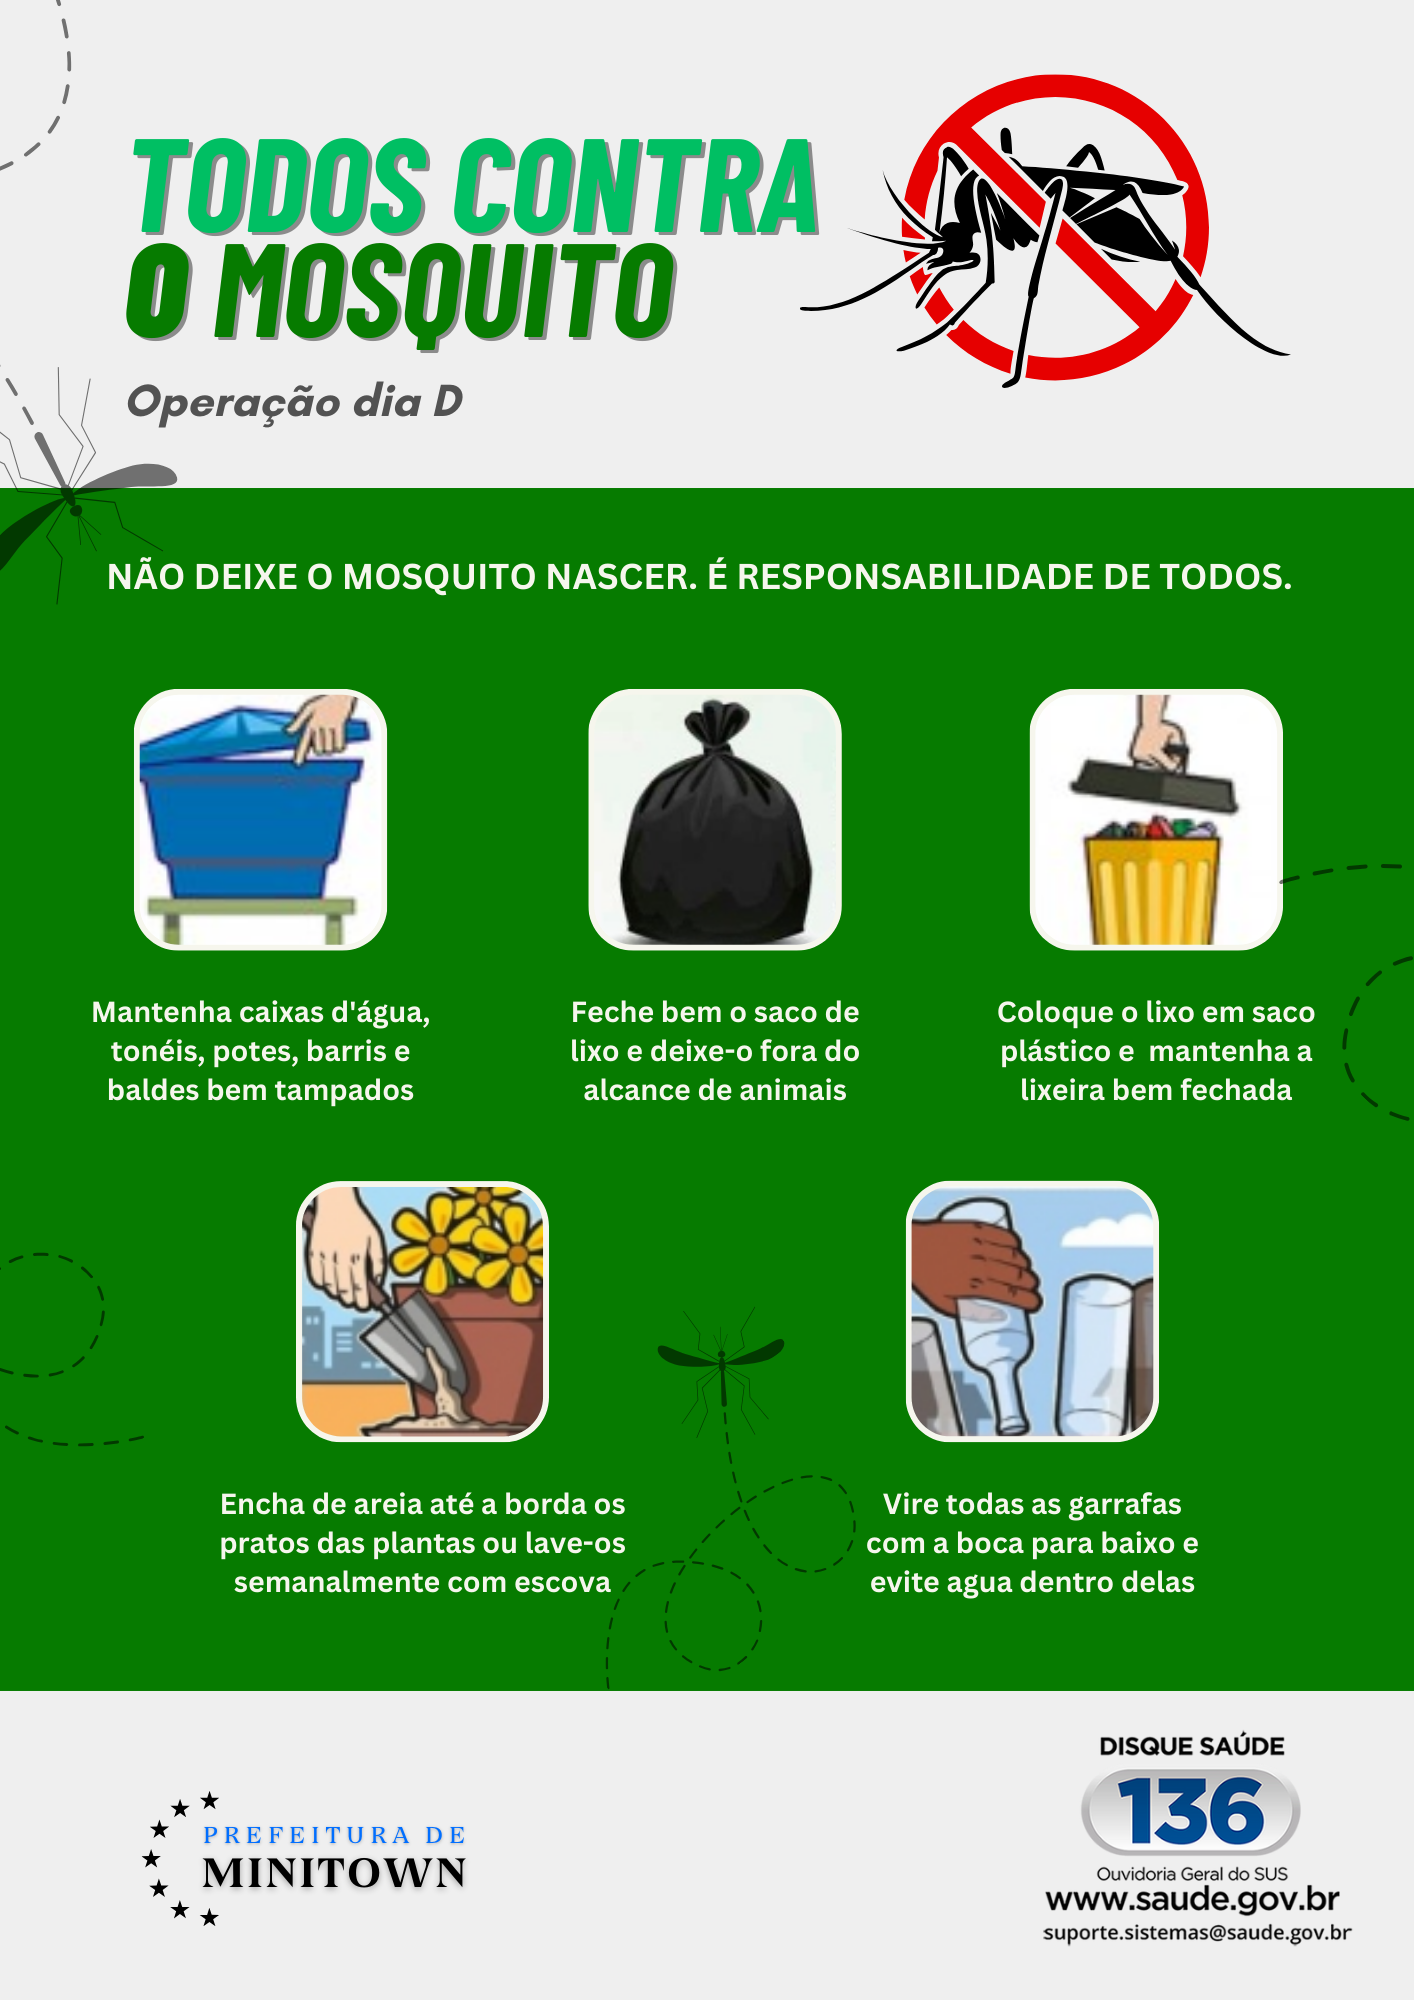 TODOS CONTRA
O MOSQUITO
Operação dia D
NÃO DEIXE O MOSQUITO NASCER. É RESPONSABILIDADE DE TODOS.
Mantenha caixas d'água,
tonéis, potes, barris e
baldes bem tampados
Feche bem o saco de
lixo e deixe-o fora do
alcance de animais
Coloque o lixo em saco
plástico e  mantenha a
lixeira bem fechada
Encha de areia até a borda os
pratos das plantas ou lave-os
semanalmente com escova
Vire todas as garrafas
com a boca para baixo e
evite agua dentro delas
PREFEITURA DE
MINITOWN
DISQUE SAÚDE
136
Ouvidoria Geral do SUS
www.saude.gov.br
suporte.sistemas@saude.gov.br